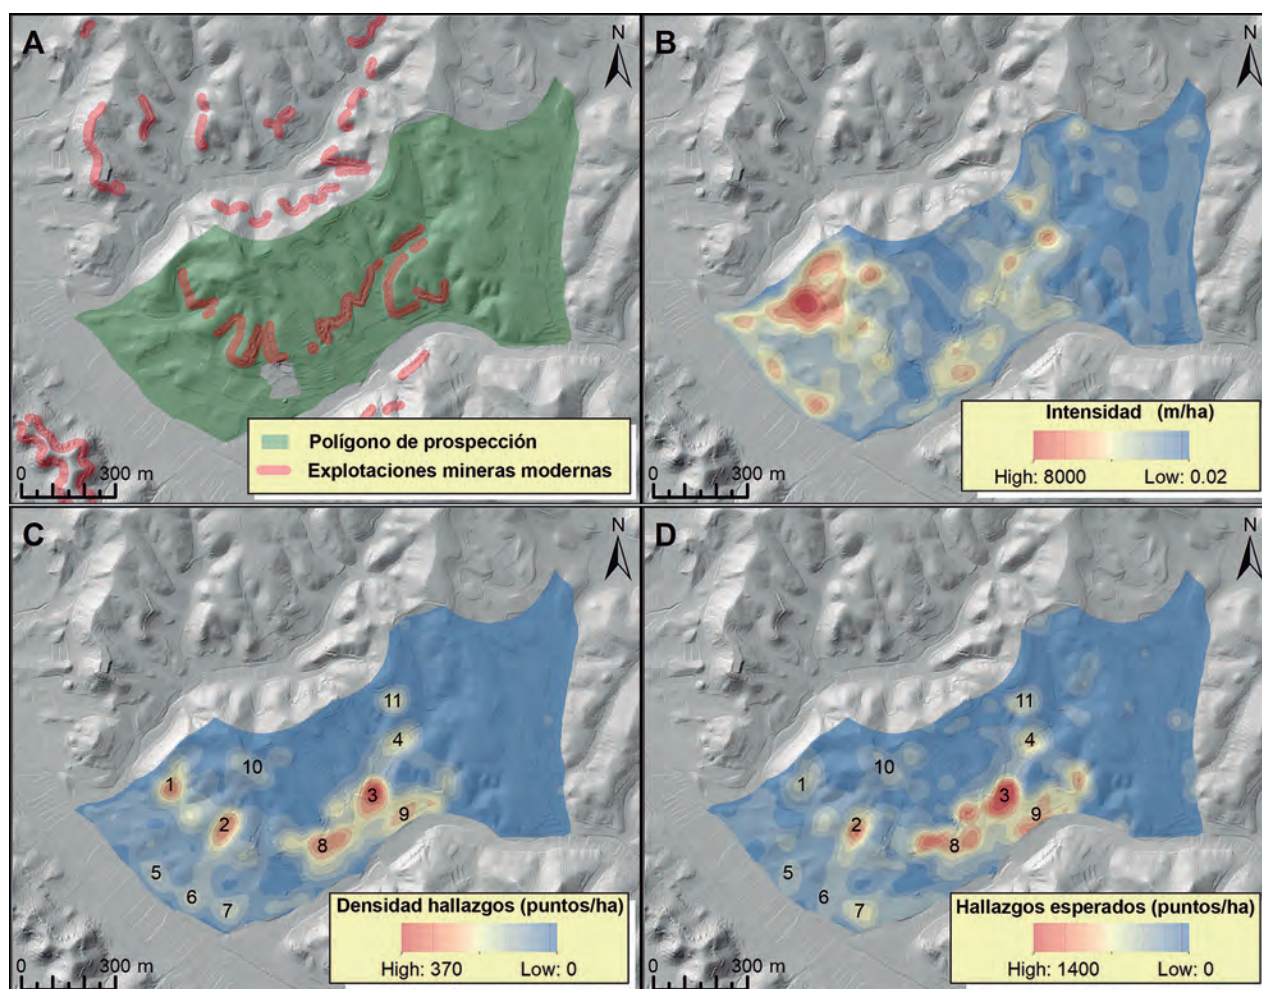 A
N
Polígono de prospección
Explotaciones mineras modernas
0 300 m
B
N
Intensidad (m/ha)
High: 8000 Low: 0.02
0 300 m
C
N
11
4
10
1
3
9
2
8
5
6
7
Densidad hallazgos (puntos/ha)
High: 370 Low: 0
0 300 m
D
N
11
4
10
1
3
9
2
8
5
6
7
Hallazgos esperados (puntos/ha)
High: 1400 Low: 0
0 300 m